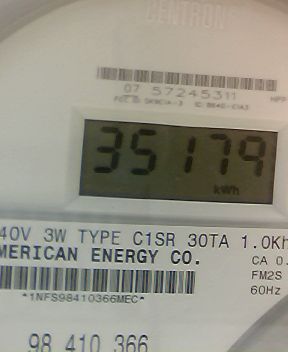 CENTRON
07 57245311
35179
kWh
40V 3W TYPE C1SR 30TA 1.0Kh
MERICAN ENERGY CO.
CA 0.
FM2S
60Hz
*1NFS98410366MEC*
98 410 366